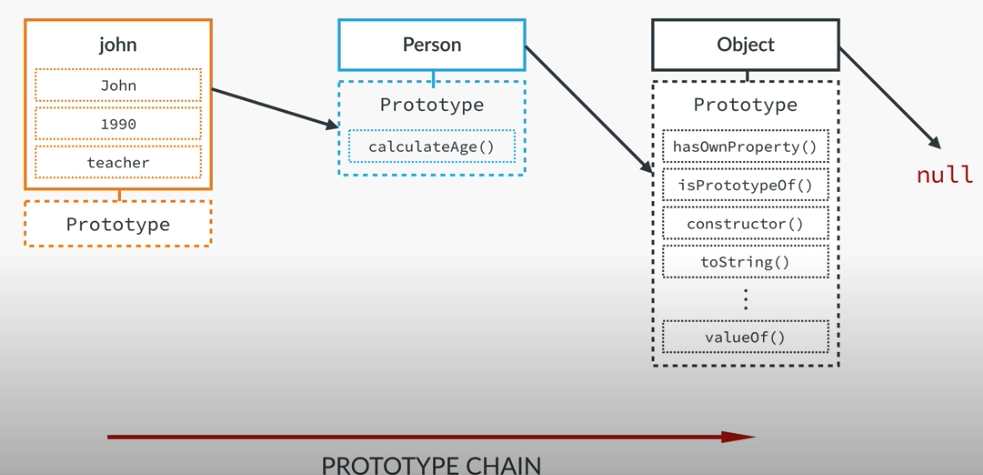 john
John
1990
teacher
Prototype
Person
Prototype
calculateAge()
Object
Prototype
hasOwnProperty()
isPrototypeOf()
constructor()
toString()
⋮
valueOf()
null
PROTOTYPE CHAIN